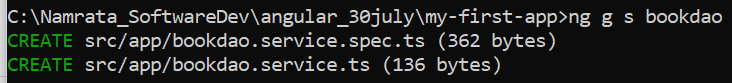 C:\Namrata_SoftwareDev\angular_30july\my-first-app>ng g s bookdao
CREATE src/app/bookdao.service.spec.ts (362 bytes)
CREATE src/app/bookdao.service.ts (136 bytes)